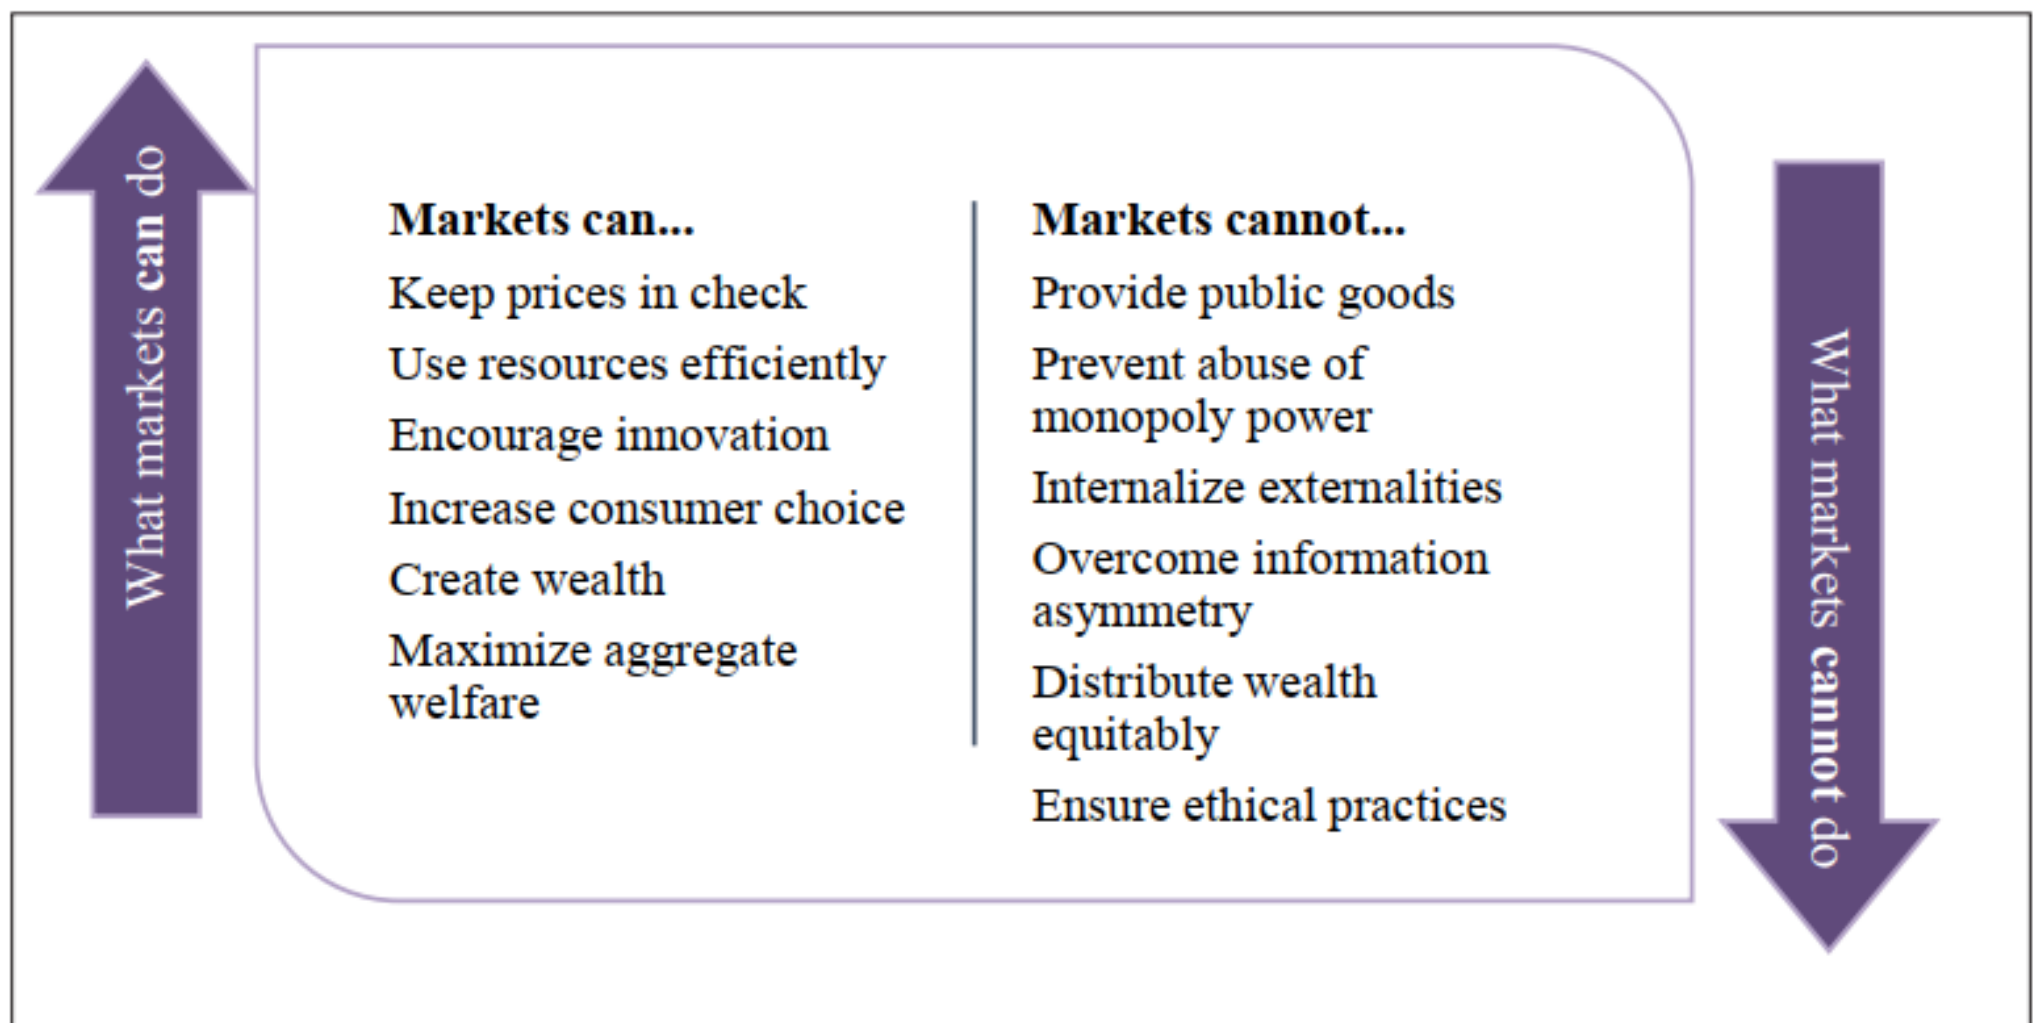 What markets can do
Markets can...
Keep prices in check
Use resources efficiently
Encourage innovation
Increase consumer choice
Create wealth
Maximize aggregate
welfare
Markets cannot...
Provide public goods
Prevent abuse of
monopoly power
Internalize externalities
Overcome information
asymmetry
Distribute wealth
equitably
Ensure ethical practices
What markets cannot do